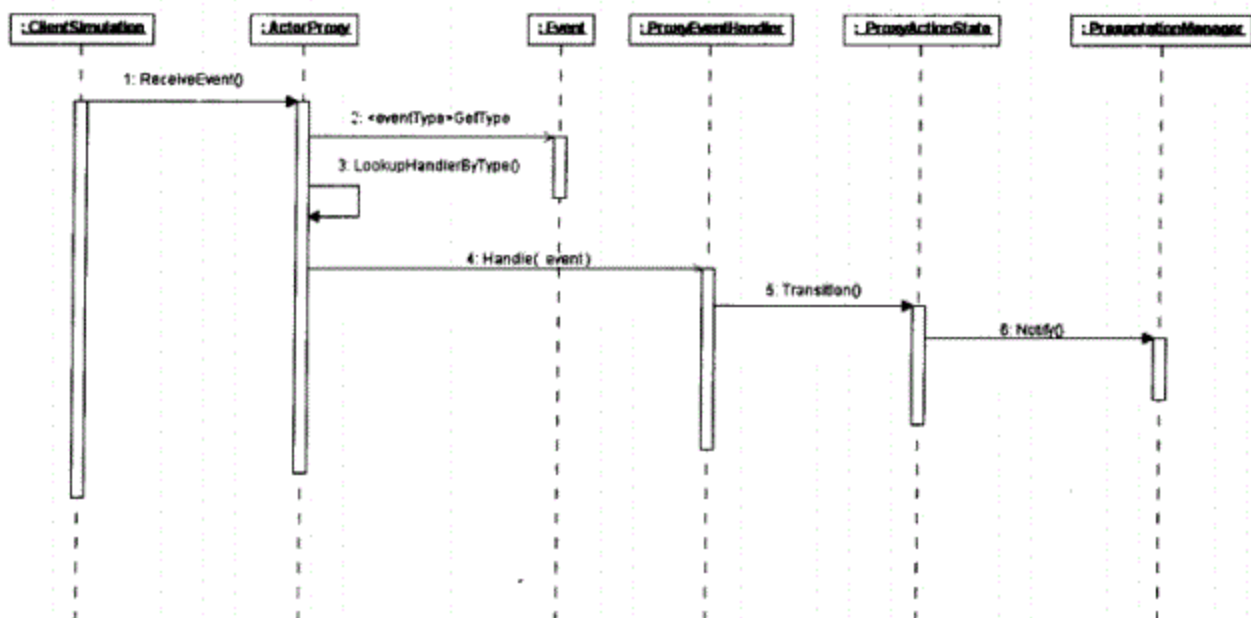 : ClientSimulation
: ActorProxy
: Event
: ProxyEventHandler
: ProxyActionState
: PresentationManager
1: ReceiveEvent()
2: <eventType>GetType
3: LookupHandlerByType()
4: Handle( event )
5: Transition()
6: Notify()